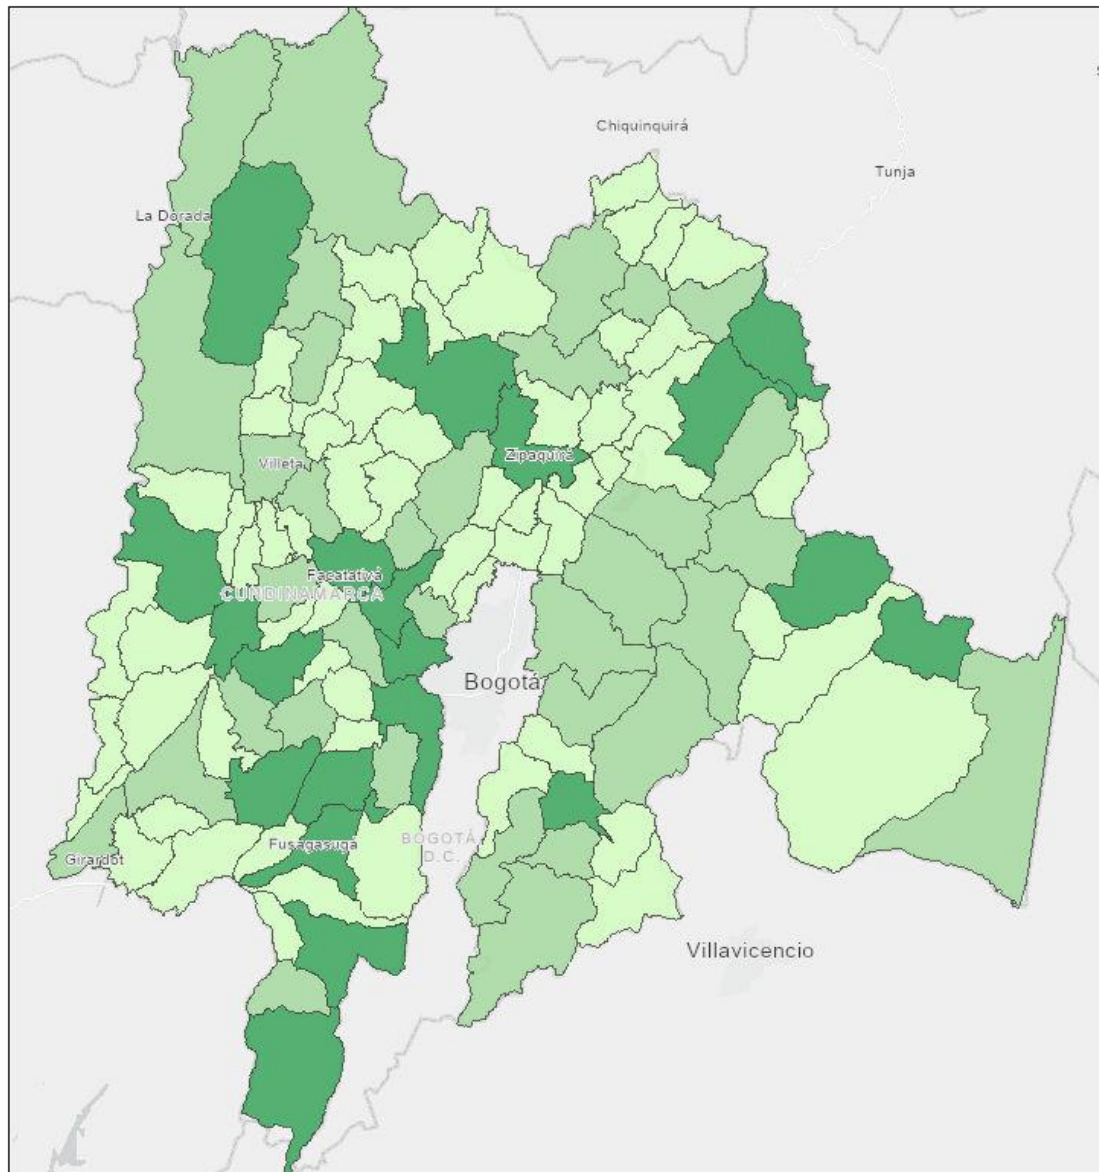 Chiquinquirá
Tunja
La Dorada
Villeta
Zipaquirá
Facatativá
CUNDINAMARCA
Bogotá
BOGOTÁ
D.C.
Fusagasugá
Girardot
Villavicencio